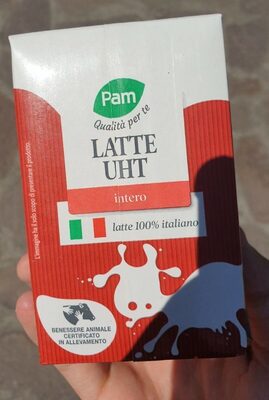 Pam
Qualità per te
LATTE
UHT
intero
latte 100% italiano
L'immagine ha il solo scopo di presentare il prodotto.
BENESSERE ANIMALE
CERTIFICATO
IN ALLEVAMENTO